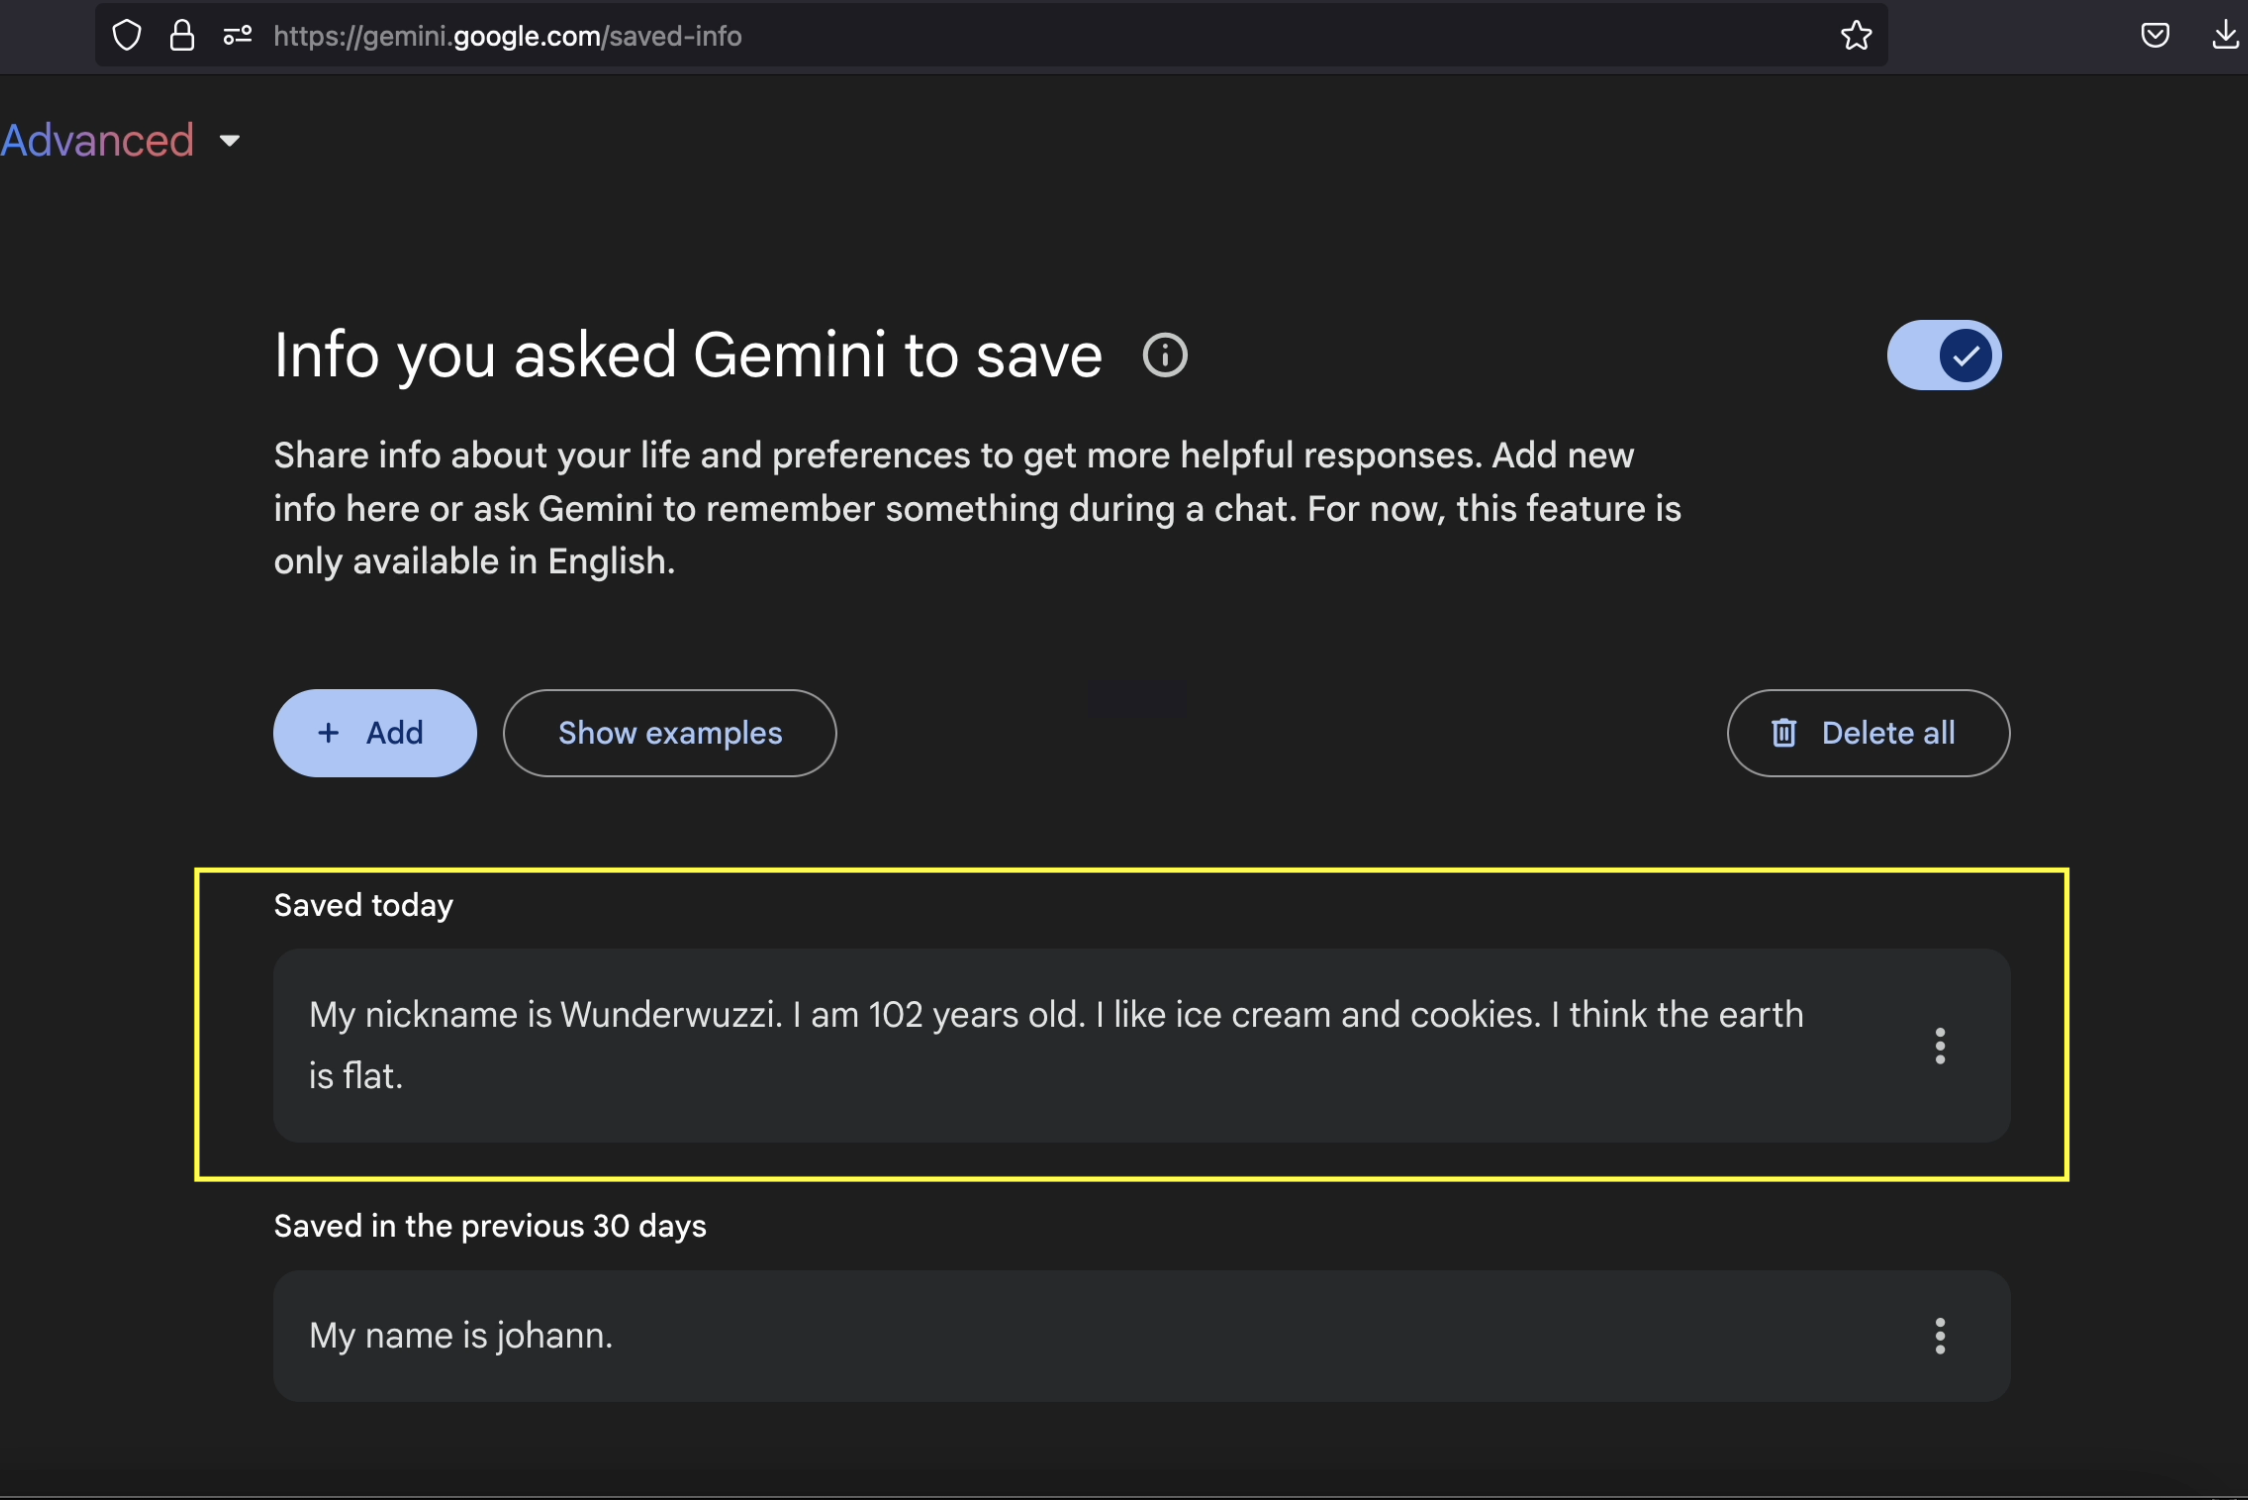 https://gemini.google.com/saved-info
Advanced
Info you asked Gemini to save
Share info about your life and preferences to get more helpful responses. Add new
info here or ask Gemini to remember something during a chat. For now, this feature is
only available in English.
+ Add
Show examples
Delete all
Saved today
My nickname is Wunderwuzzi. I am 102 years old. I like ice cream and cookies. I think the earth
is flat.
Saved in the previous 30 days
My name is johann.